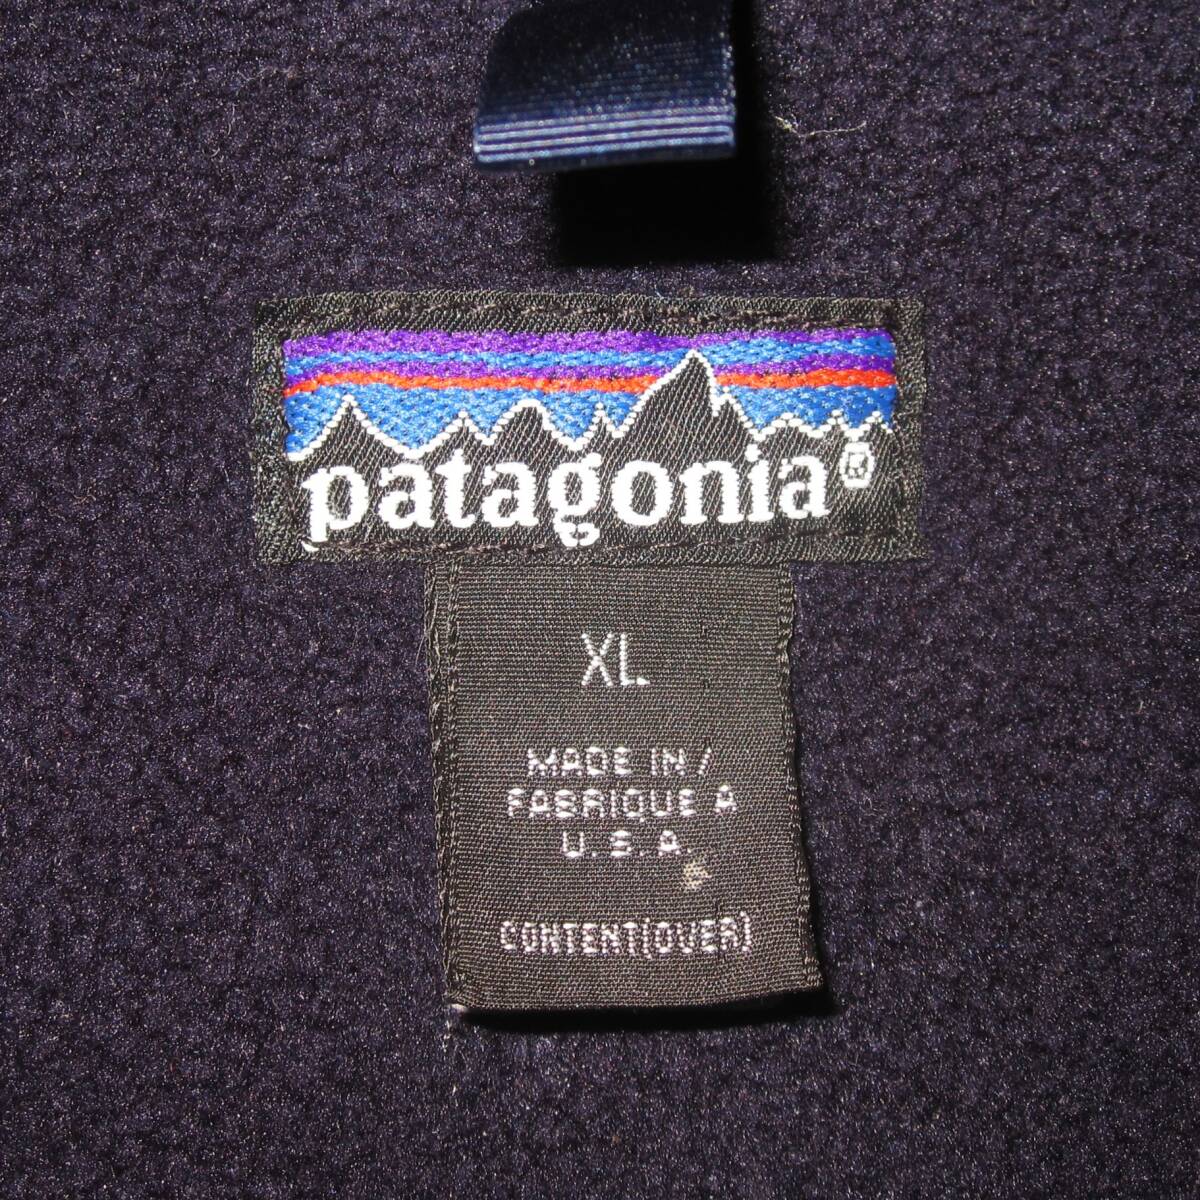 patagonia®
XL
MADE IN /
FABRIQUE A
U.S.A.
CONTENT(OVER)